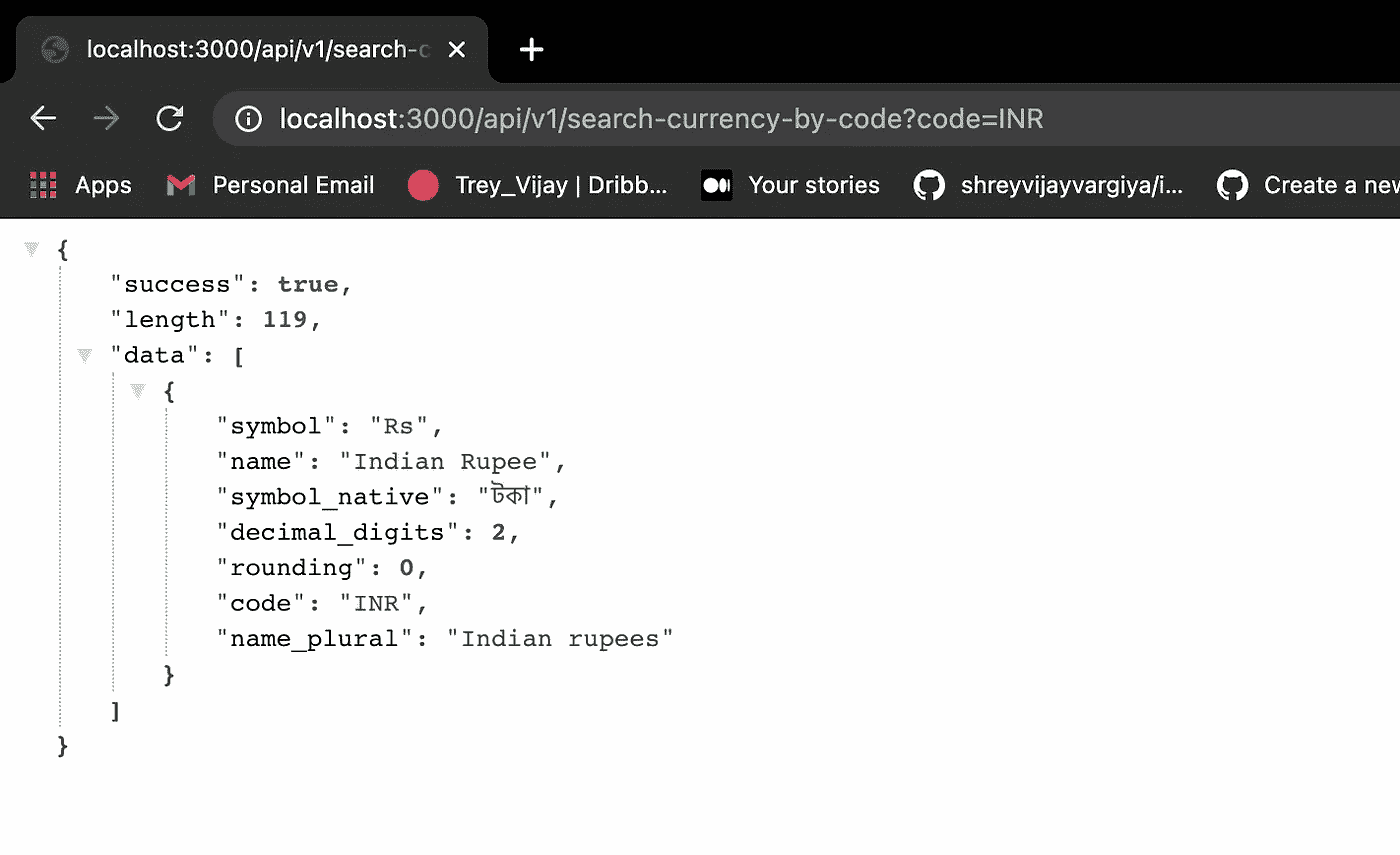 localhost:3000/api/v1/search-c
localhost:3000/api/v1/search-currency-by-code?code=INR
Apps Personal Email Trey_Vijay | Dribb... Your stories shreyvijayvargiya/i... Create a new
{
"success": true,
"length": 119,
"data": [
{
"symbol": "Rs",
"name": "Indian Rupee",
"symbol_native": "টকা",
"decimal_digits": 2,
"rounding": 0,
"code": "INR",
"name_plural": "Indian rupees"
}
]
}